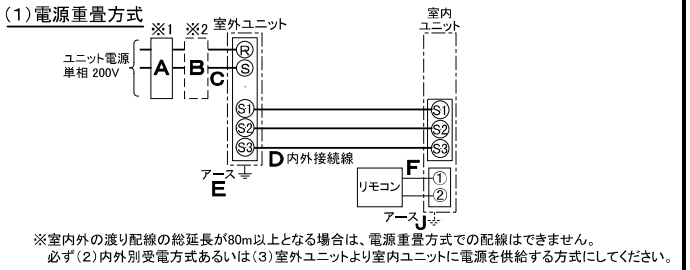 (1)電源重畳方式
※1
※2
室外ユニット
室内
ユニット
ユニット電源
単相 200V
A
B
C
R
S
S1
S2
S3
S1
S2
S3
D 内外接続線
アース
E
F
リモコン
①
②
アース
J
※室内外の渡り配線の総延長が80m以上となる場合は、電源重畳方式での配線はできません。
必ず(2)内外別受電方式あるいは(3)室外ユニットより室内ユニットに電源を供給する方式にしてください。